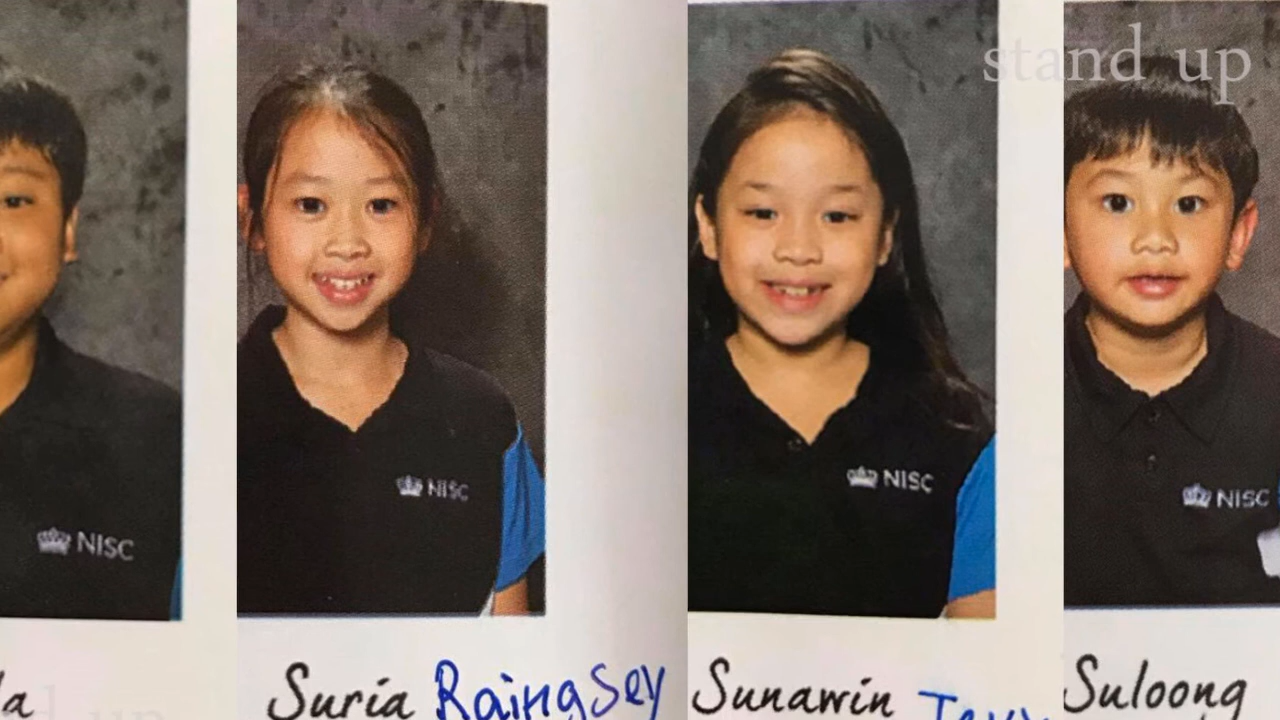 stand up
NISC
NISC
NISC
NISC
Suria Raingsey
Sunawin
Suloong